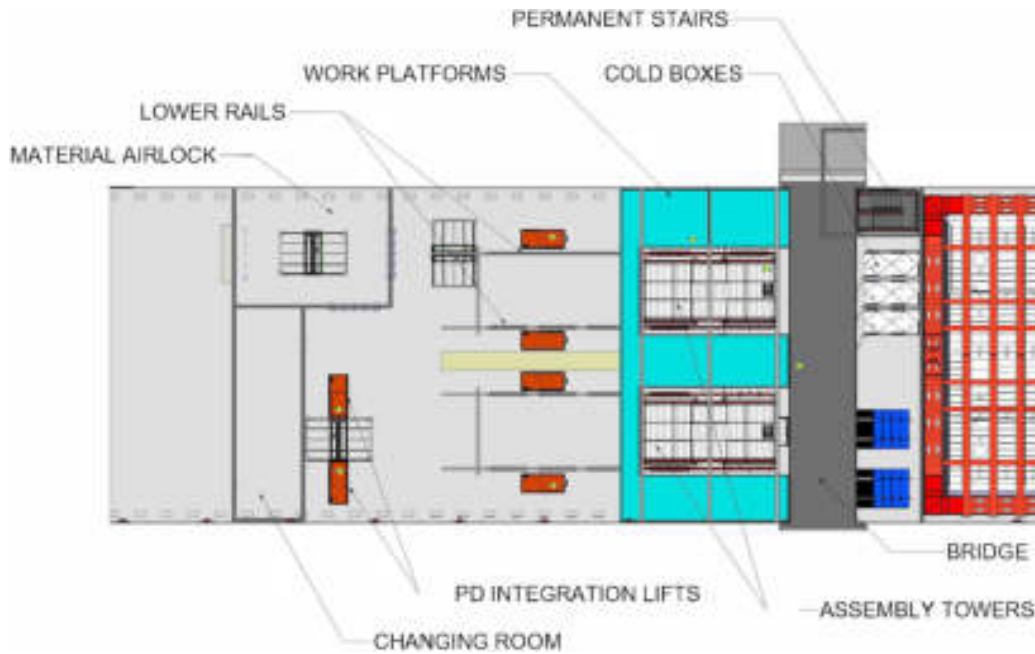 PERMANENT STAIRS
WORK PLATFORMS
COLD BOXES
LOWER RAILS
MATERIAL AIRLOCK
BRIDGE
PD INTEGRATION LIFTS
ASSEMBLY TOWERS
CHANGING ROOM